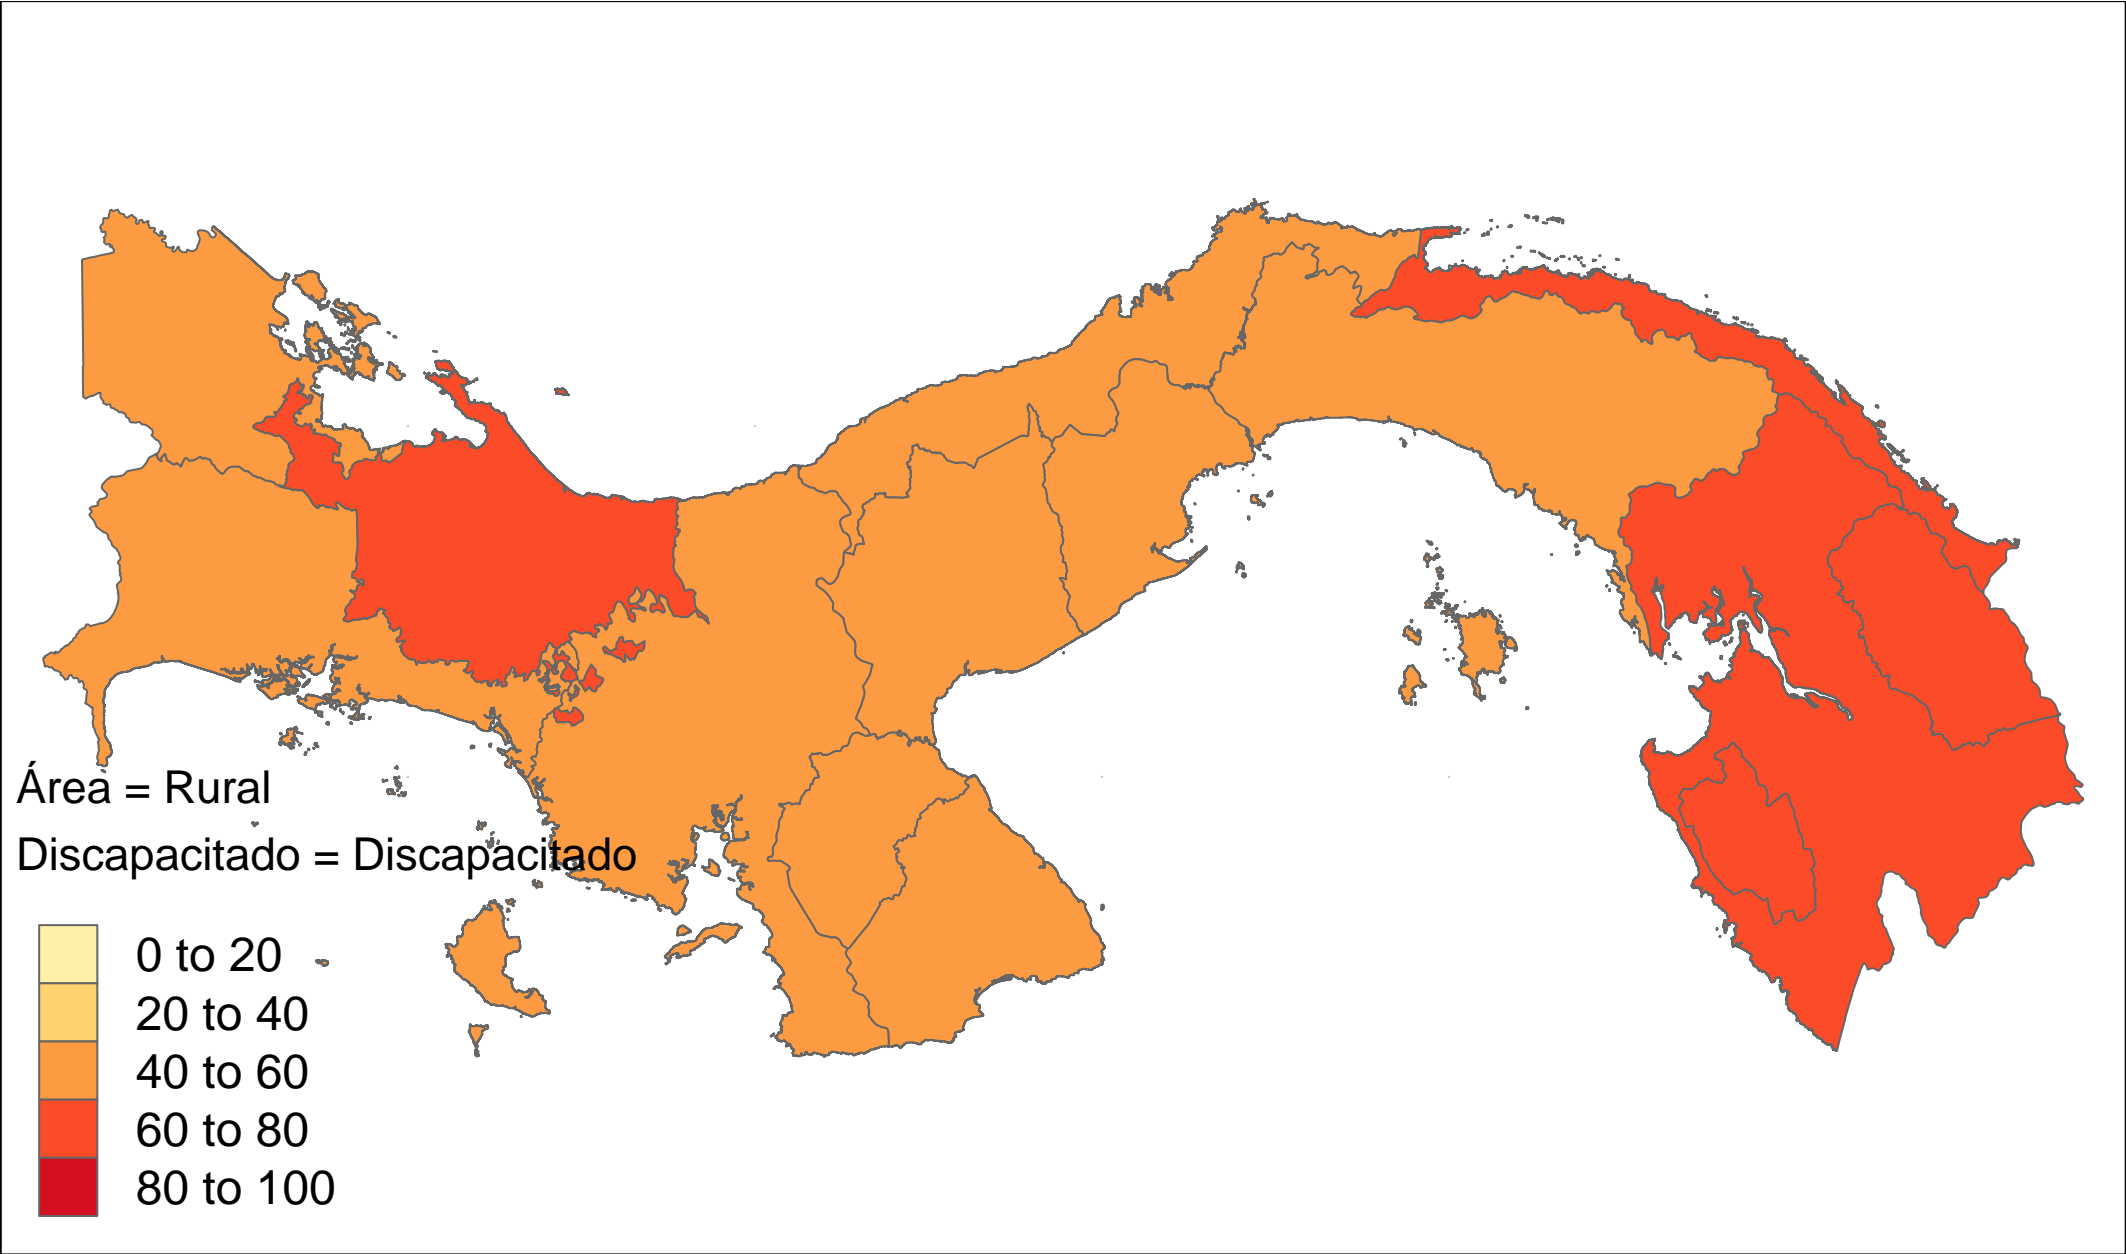 Área = Rural
Discapacitado = Discapacitado
0 to 20
20 to 40
40 to 60
60 to 80
80 to 100